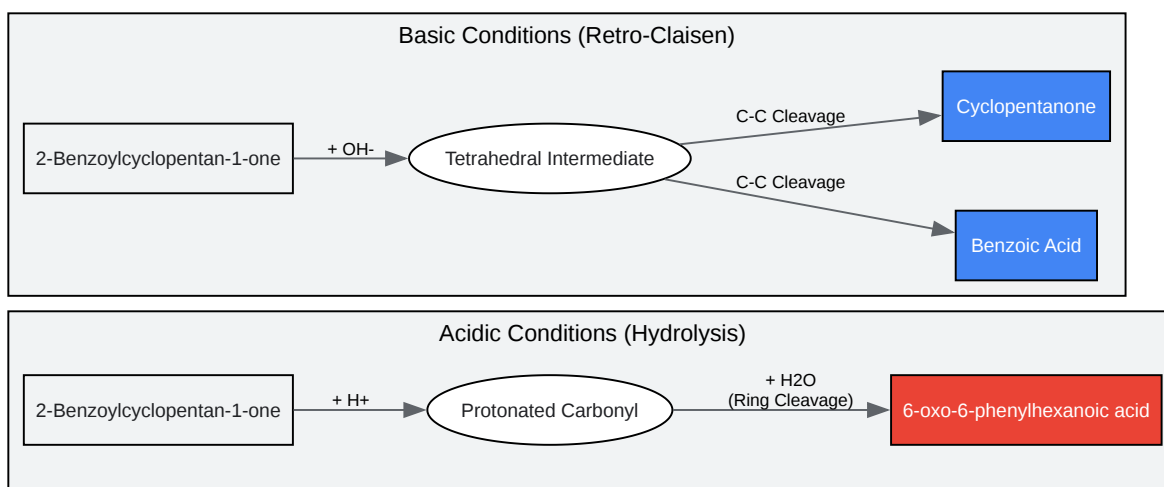 Basic Conditions (Retro-Claisen)
2-Benzoylcyclopentan-1-one
+ OH-
Tetrahedral Intermediate
C-C Cleavage
Cyclopentanone
C-C Cleavage
Benzoic Acid
Acidic Conditions (Hydrolysis)
2-Benzoylcyclopentan-1-one
+ H+
Protonated Carbonyl
+ H2O
(Ring Cleavage)
6-oxo-6-phenylhexanoic acid